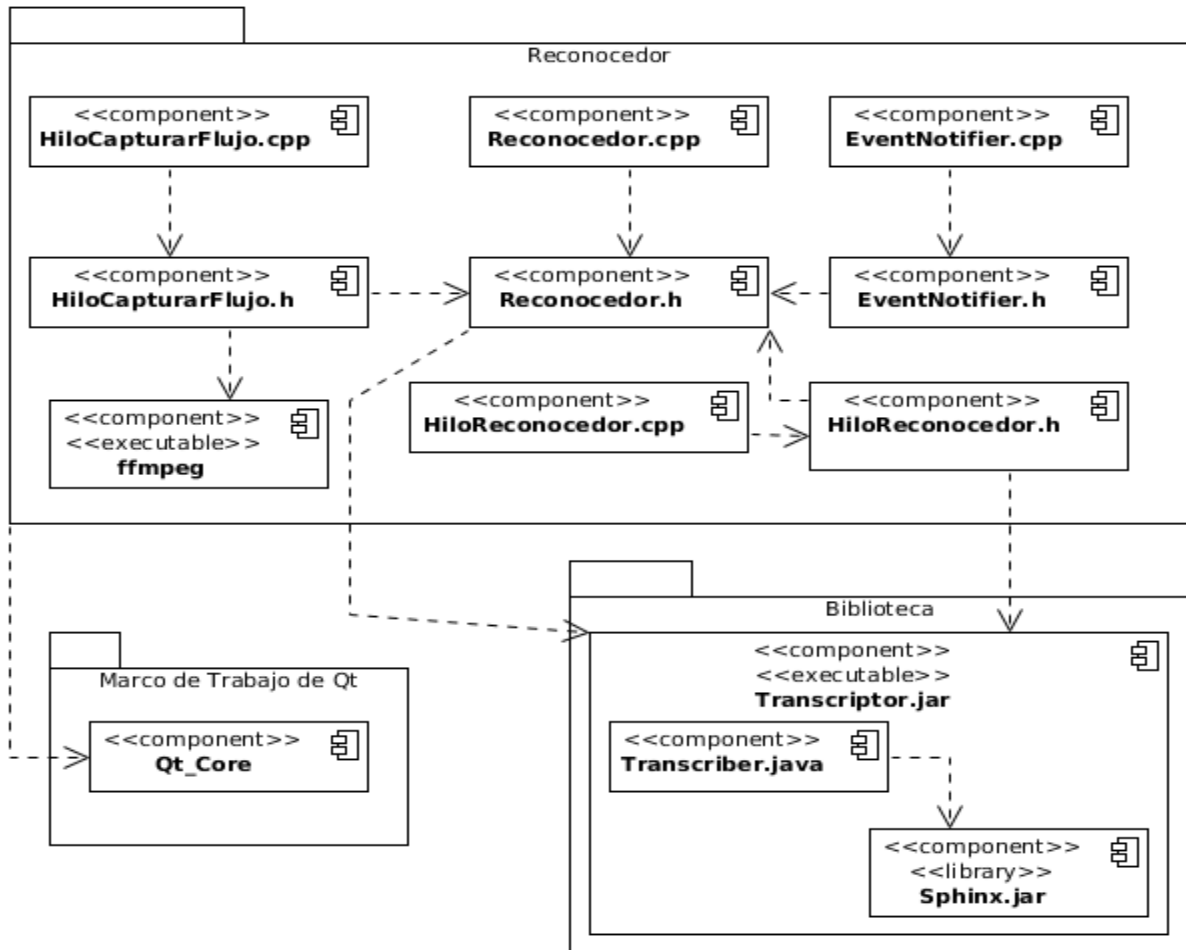 Reconocedor
<<component>>
HiloCapturarFlujo.cpp
<<component>>
Reconocedor.cpp
<<component>>
EventNotifier.cpp
<<component>>
HiloCapturarFlujo.h
<<component>>
Reconocedor.h
<<component>>
EventNotifier.h
<<component>>
<<executable>>
ffmpeg
<<component>>
HiloReconocedor.cpp
<<component>>
HiloReconocedor.h
Marco de Trabajo de Qt
<<component>>
Qt_Core
Biblioteca
<<component>>
<<executable>>
Transcriptor.jar
<<component>>
Transcriber.java
<<component>>
<<library>>
Sphinx.jar